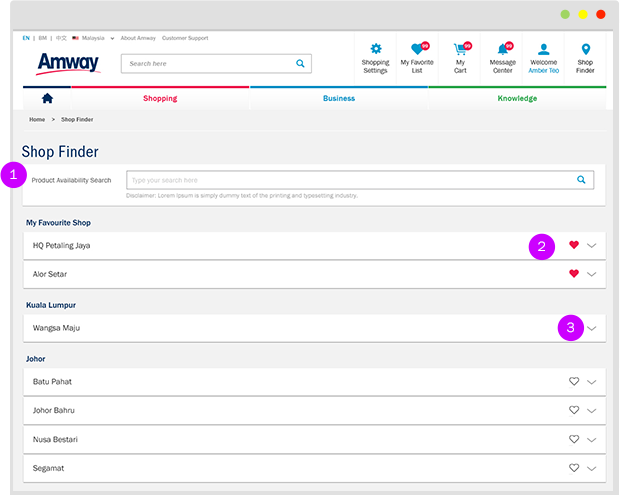 EN | BM | 中文 Malaysia About Amway Customer Support
Amway
Search here
Shopping Settings
99
My Favorite List
99
My Cart
99
Message Center
Welcome
Amber Teo
Shop Finder
Shopping Business Knowledge
Home > Shop Finder
Shop Finder
1
Product Availability Search
Type your search here
Disclaimer: Lorem Ipsum is simply dummy text of the printing and typesetting industry.
My Favourite Shop
HQ Petaling Jaya
2
Alor Setar
Kuala Lumpur
Wangsa Maju
3
Johor
Batu Pahat
Johor Bahru
Nusa Bestari
Segamat